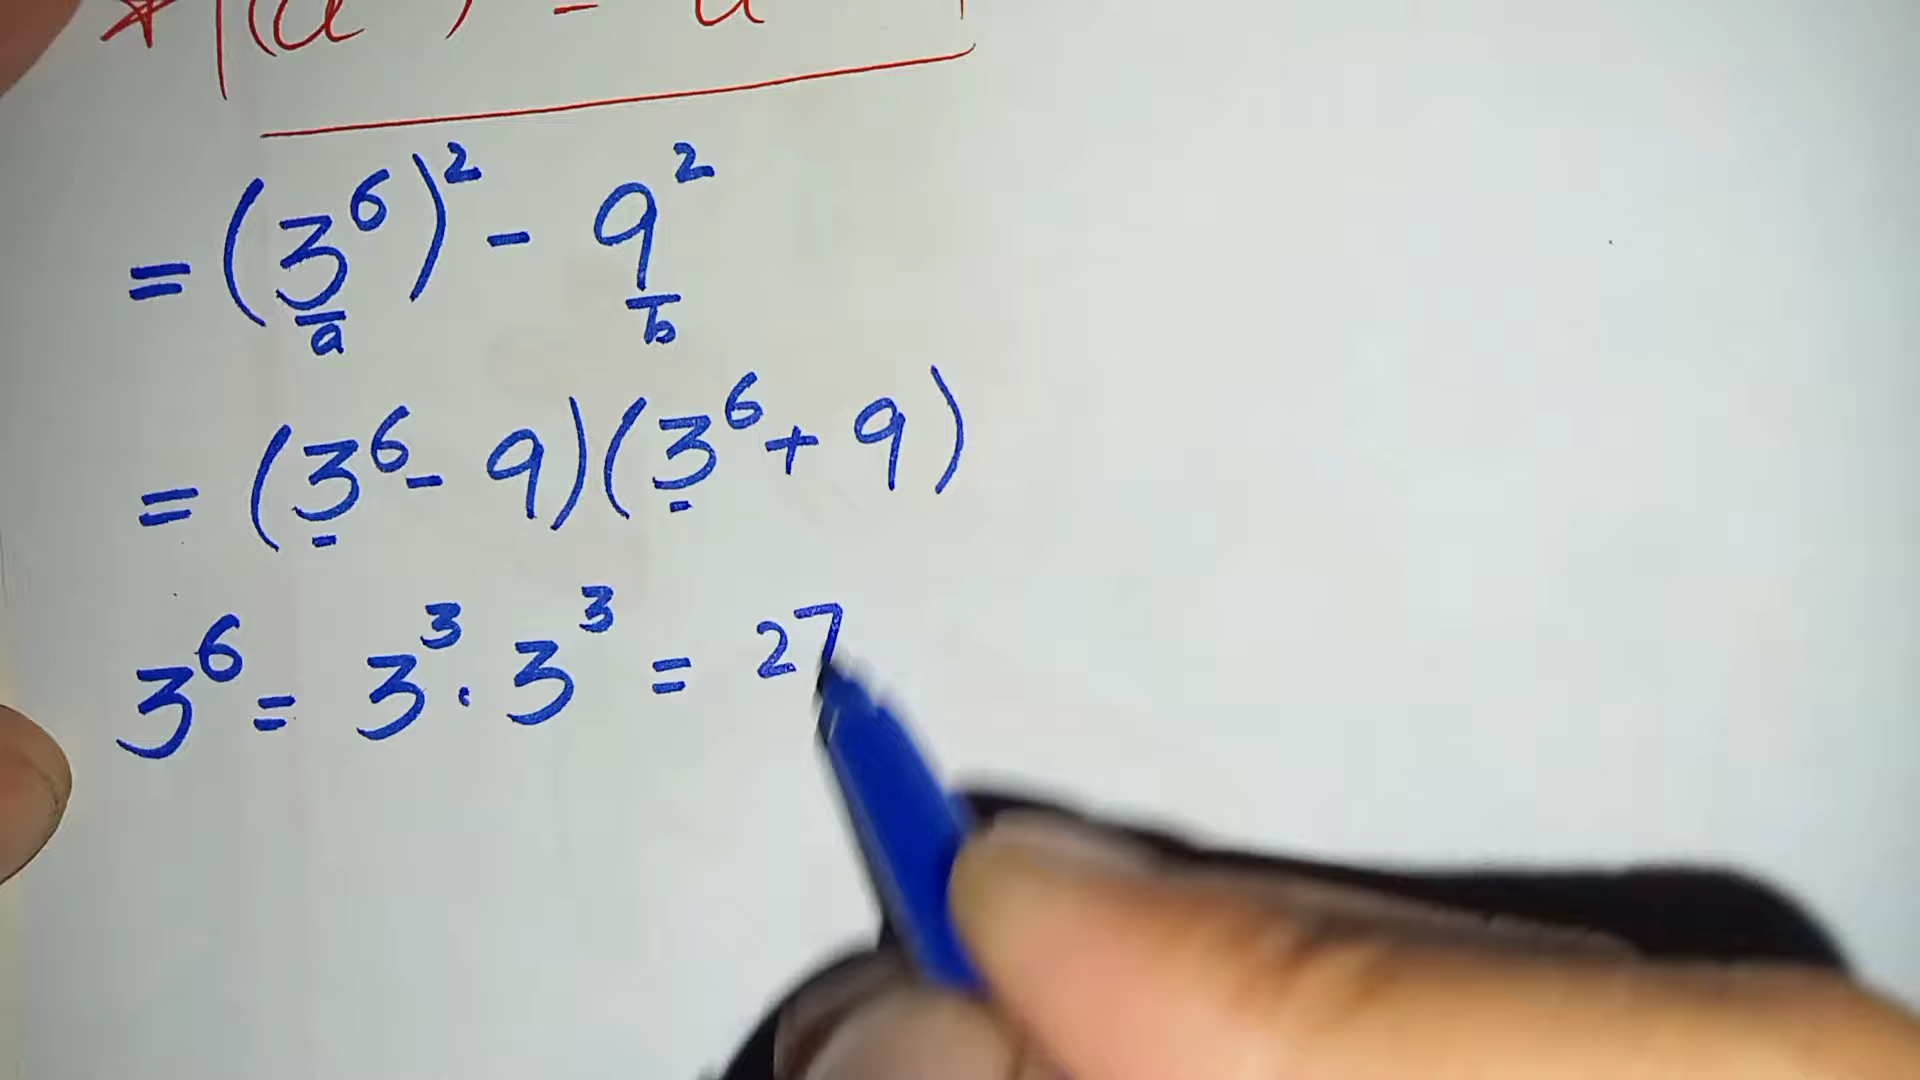 = (3⁶)² - 9²
a b
= (3⁶ - 9)(3⁶ + 9)
3⁶ = 3³ · 3³ = 27